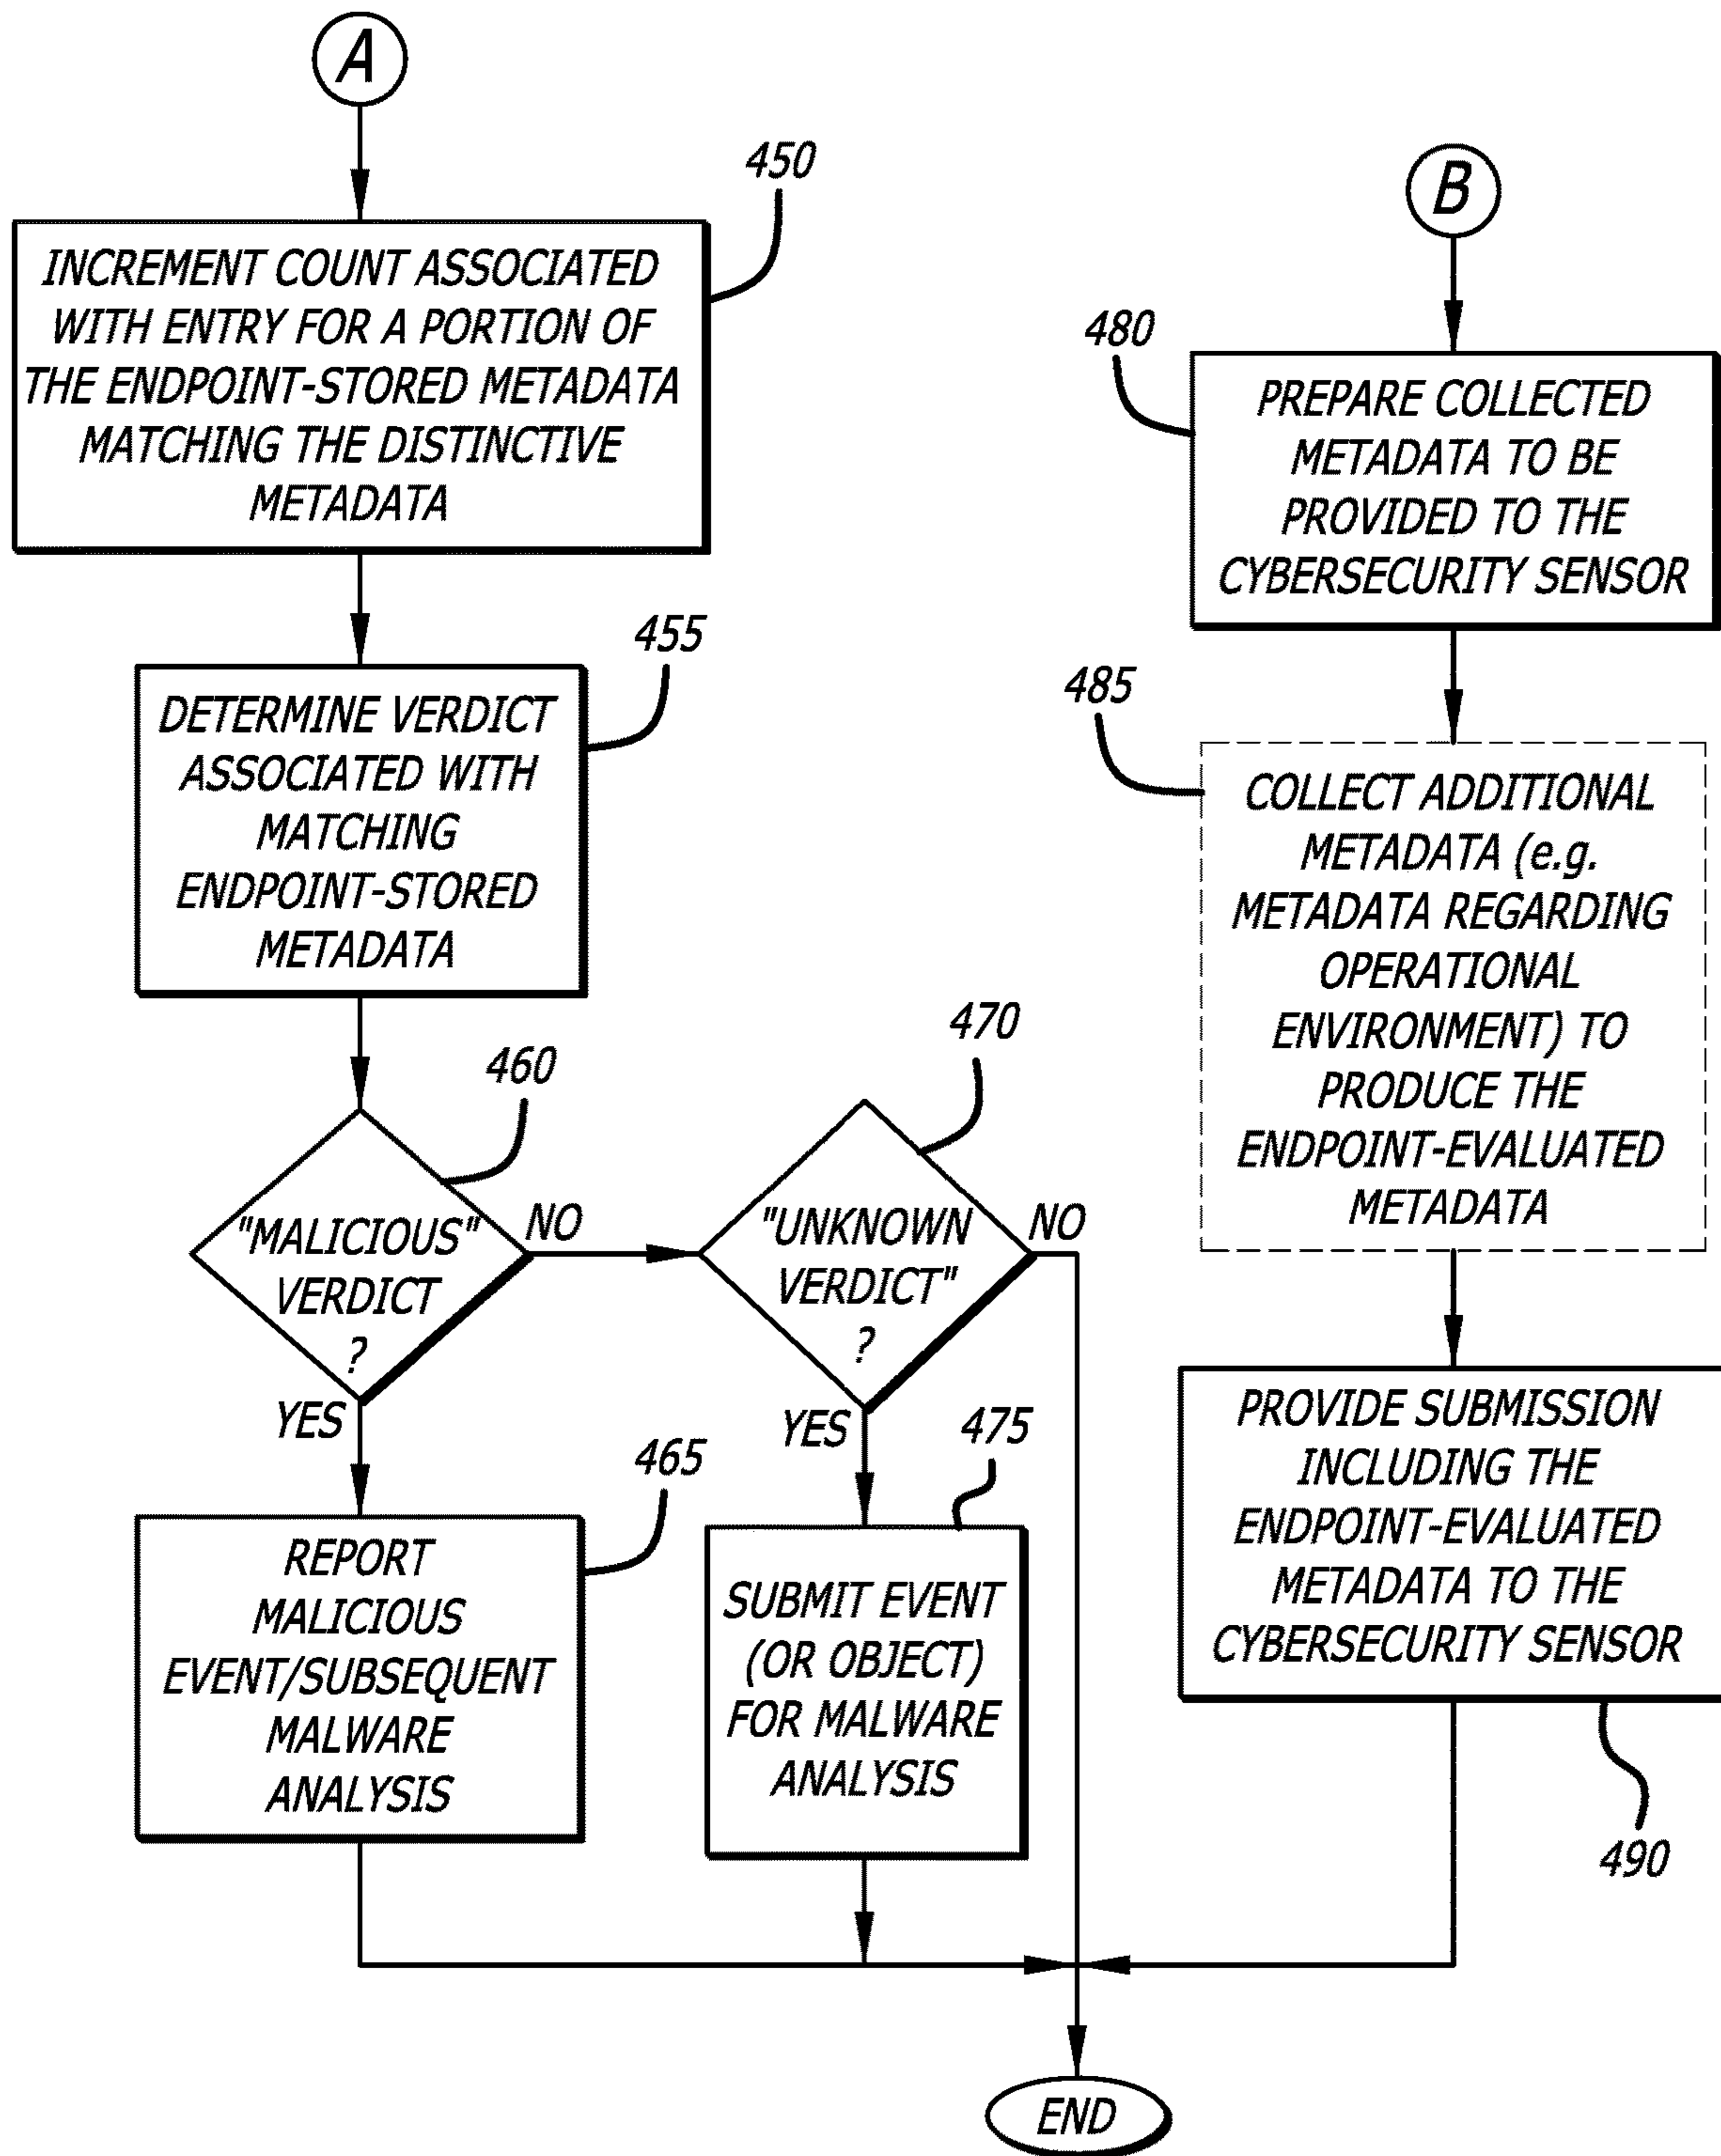 A
450
INCREMENT COUNT ASSOCIATED
WITH ENTRY FOR A PORTION OF
THE ENDPOINT-STORED METADATA
MATCHING THE DISTINCTIVE
METADATA
455
DETERMINE VERDICT
ASSOCIATED WITH
MATCHING
ENDPOINT-STORED
METADATA
460
"MALICIOUS"
VERDICT
?
NO
YES
470
"UNKNOWN
VERDICT"
?
NO
YES
465
REPORT
MALICIOUS
EVENT/SUBSEQUENT
MALWARE
ANALYSIS
475
SUBMIT EVENT
(OR OBJECT)
FOR MALWARE
ANALYSIS
B
480
PREPARE COLLECTED
METADATA TO BE
PROVIDED TO THE
CYBERSECURITY SENSOR
485
COLLECT ADDITIONAL
METADATA (e.g.
METADATA REGARDING
OPERATIONAL
ENVIRONMENT) TO
PRODUCE THE
ENDPOINT-EVALUATED
METADATA
PROVIDE SUBMISSION
INCLUDING THE
ENDPOINT-EVALUATED
METADATA TO THE
CYBERSECURITY SENSOR
490
END